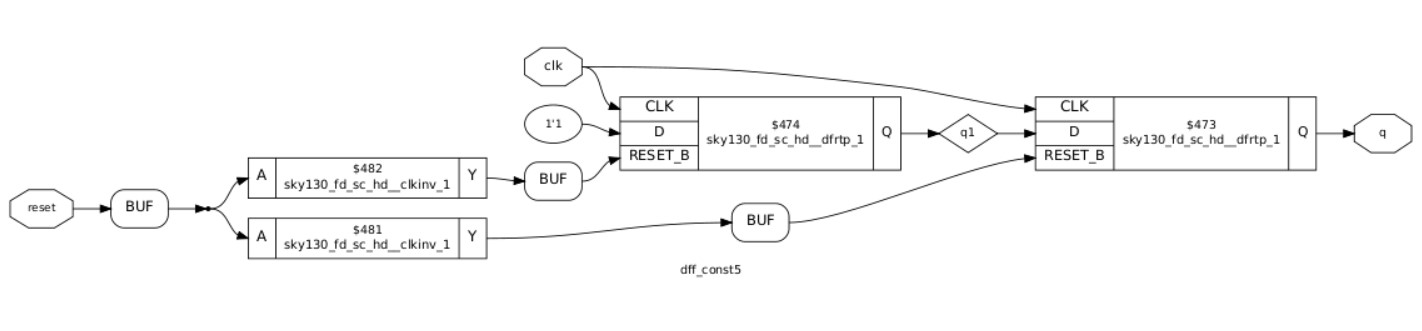 clk
CLK
1'1
D
RESET_B
$474
sky130_fd_sc_hd__dfrtp_1
Q
q1
CLK
D
RESET_B
$473
sky130_fd_sc_hd__dfrtp_1
Q
q
reset
BUF
A
$482
sky130_fd_sc_hd__clkinv_1
Y
BUF
A
$481
sky130_fd_sc_hd__clkinv_1
Y
BUF
dff_const5